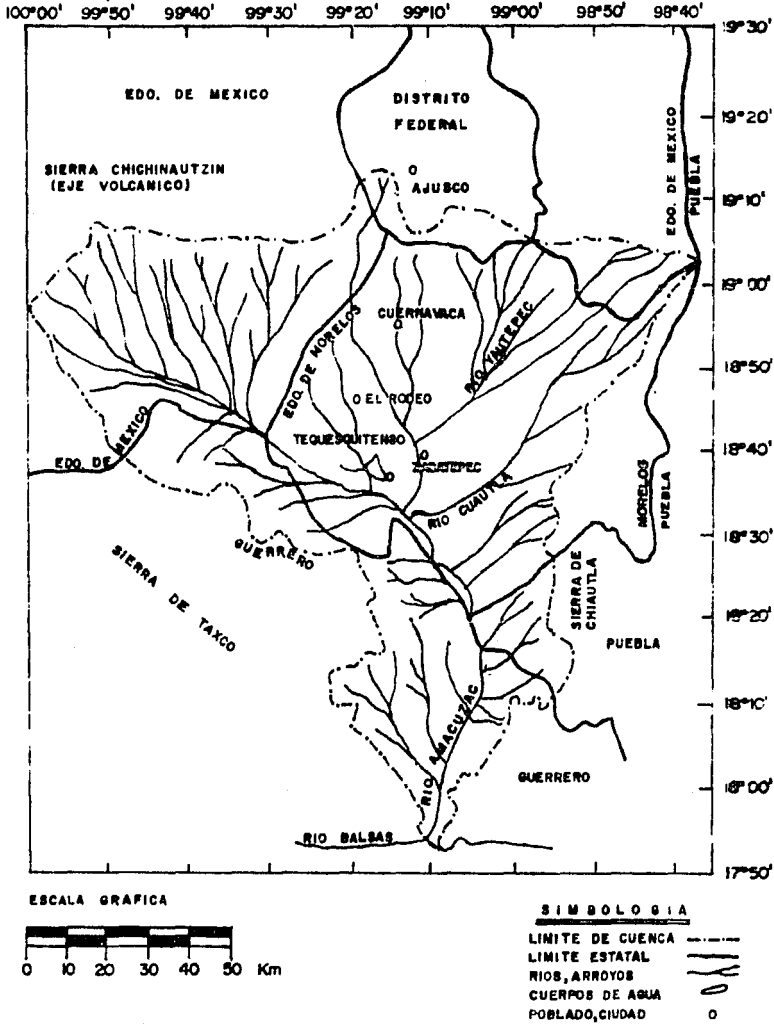 100°00' 99°50' 99°30' 99°20' 99°10' 99°00' 98°50' 98°40'
19°30'
EDO. DE MEXICO
DISTRITO
FEDERAL
19°20'
EDO. DE MEXICO
PUEBLA
SIERRA CHICHINAUTZIN
(EJE VOLCANICO)
AJUSCO
19°10'
19°00'
CUERNAVACA
EDO. DE MORELOS
RIO YAUTEPEC
18°50'
EL RODEO
EDO. DE MEXICO
TEQUESQUITENGO
ZACATEPEC
18°40'
RIO CUAUTLA
MORELOS
PUEBLA
GUERRERO
18°30'
SIERRA DE TAXCO
SIERRA DE
CHIAUTLA
18°20'
PUEBLA
18°10'
RIO AMACUZAC
GUERRERO
18°00'
RIO BALSAS
17°50'
ESCALA GRAFICA
0 10 20 30 40 50 Km
SIMBOLOGIA
LIMITE DE CUENCA
LIMITE ESTATAL
RIOS, ARROYOS
CUERPOS DE AGUA
POBLADO, CIUDAD